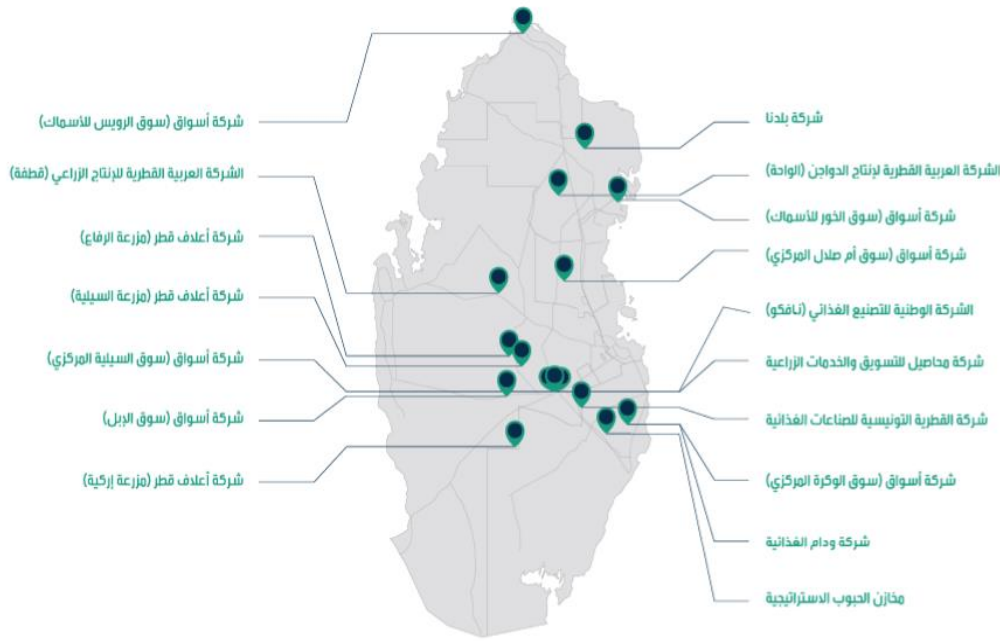 شركة بلدنا
الشركة العربية القطرية لإنتاج الدواجن (الواحة)
شركة أسواق (سوق الخور للأسماك)
شركة أسواق (سوق أم صلال المركزي)
الشركة الوطنية للتصنيع الغذائي (نافكو)
شركة محاصيل للتسويق والخدمات الزراعية
شركة القطرية التونيسية للصناعات الغذائية
شركة أسواق (سوق الوكرة المركزي)
شركة ودام الغذائية
مخازن الحبوب الاستراتيجية
شركة أسواق (سوق الرويس للأسماك)
الشركة العربية القطرية للإنتاج الزراعي (قطفة)
شركة أعلاف قطر (مزرعة الرفاع)
شركة أعلاف قطر (مزرعة السيلية)
شركة أسواق (سوق السيلية المركزي)
شركة أسواق (سوق الإبل)
شركة أعلاف قطر (مزرعة إركية)